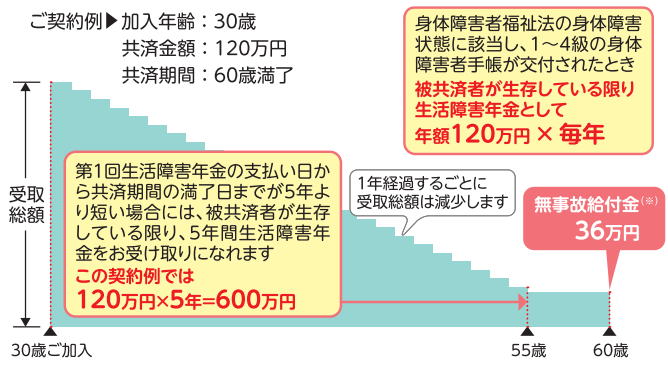 ご契約例▶加入年齢：30歳
共済金額：120万円
共済期間：60歳満了
身体障害者福祉法の身体障害
状態に該当し、1～4級の身体
障害者手帳が交付されたとき
被共済者が生存している限り
生活障害年金として
年額120万円 × 毎年
受取
総額
第1回生活障害年金の支払い日か
ら共済期間の満了日までが5年よ
り短い場合には、被共済者が生存
している限り、5年間生活障害年
金をお受け取りになれます
この契約例では
120万円×5年=600万円
1年経過するごとに
受取総額は減少します
無事故給付金(※)
36万円
30歳ご加入
55歳
60歳